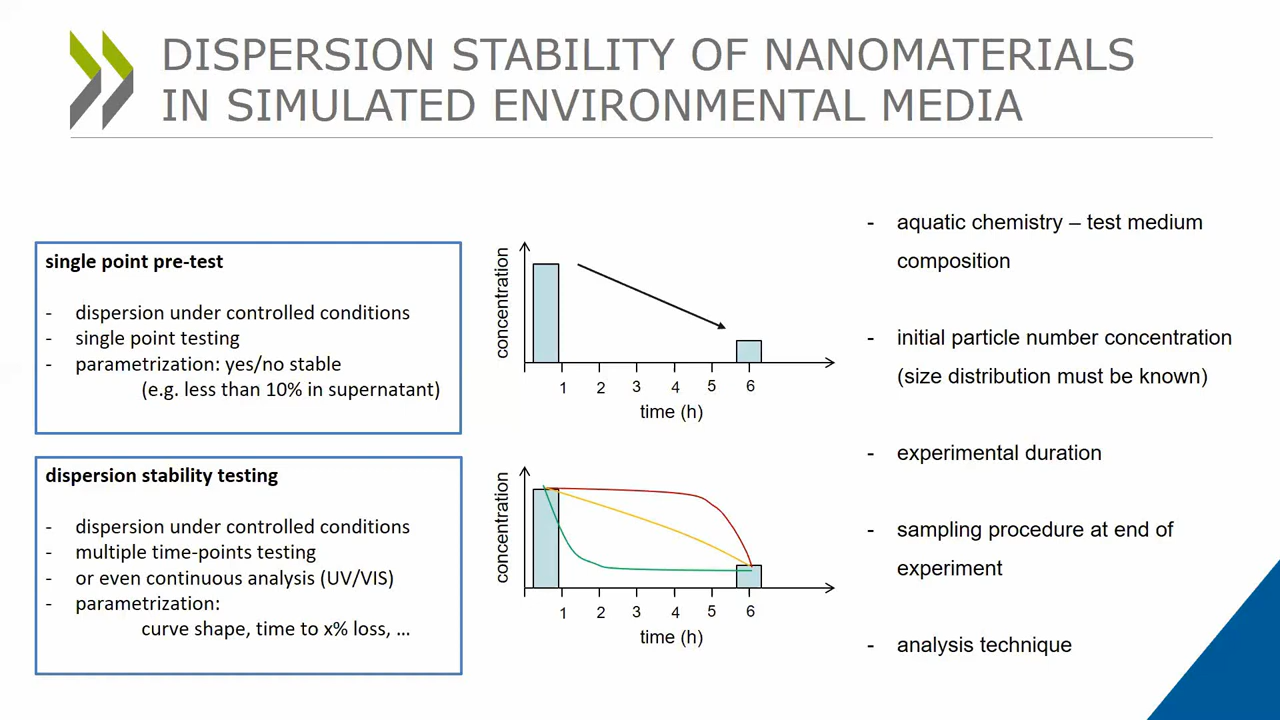 DISPERSION STABILITY OF NANOMATERIALS
IN SIMULATED ENVIRONMENTAL MEDIA
single point pre-test
- dispersion under controlled conditions
- single point testing
- parametrization: yes/no stable
(e.g. less than 10% in supernatant)
concentration
1 2 3 4 5 6
time (h)
dispersion stability testing
- dispersion under controlled conditions
- multiple time-points testing
- or even continuous analysis (UV/VIS)
- parametrization:
curve shape, time to x% loss, ...
concentration
1 2 3 4 5 6
time (h)
- aquatic chemistry – test medium
composition
- initial particle number concentration
(size distribution must be known)
- experimental duration
- sampling procedure at end of
experiment
- analysis technique